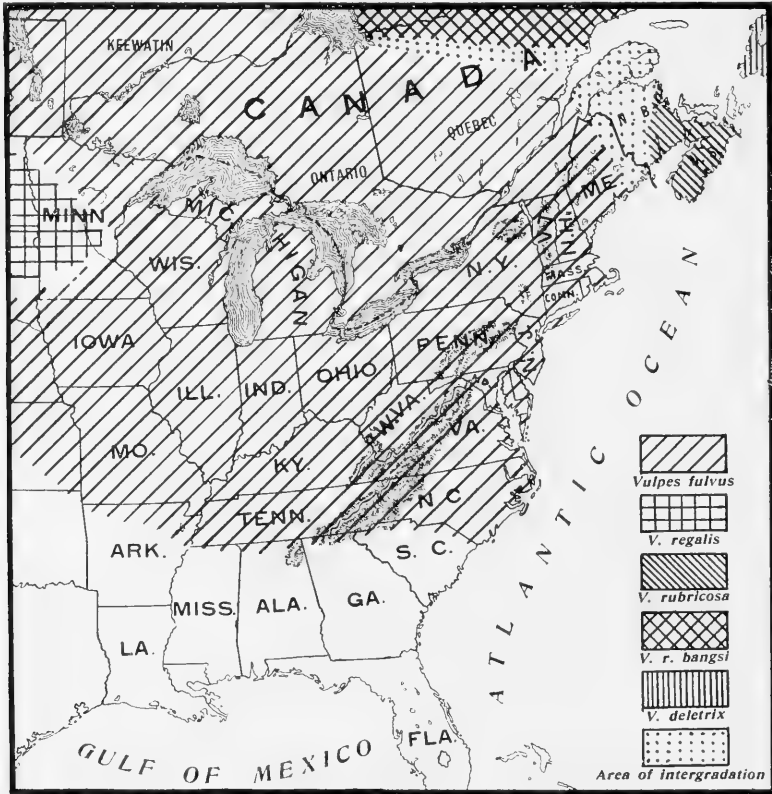 KEEWATIN
CANADA
QUEBEC
N. B.
ONTARIO
ME.
MINN
MICHIGAN
N.H.
WIS.
N.Y.
MASS.
CONN.
IOWA
PENN.
N.J.
ILL.
IND.
OHIO
W.VA.
VA.
MO.
KY.
N C
TENN.
ARK.
S. C.
MISS.
ALA.
GA.
LA.
FLA.
GULF OF MEXICO
ATLANTIC OCEAN
Vulpes fulvus
V. regalis
V. rubricosa
V. r. bangsi
V. deletrix
Area of intergradation